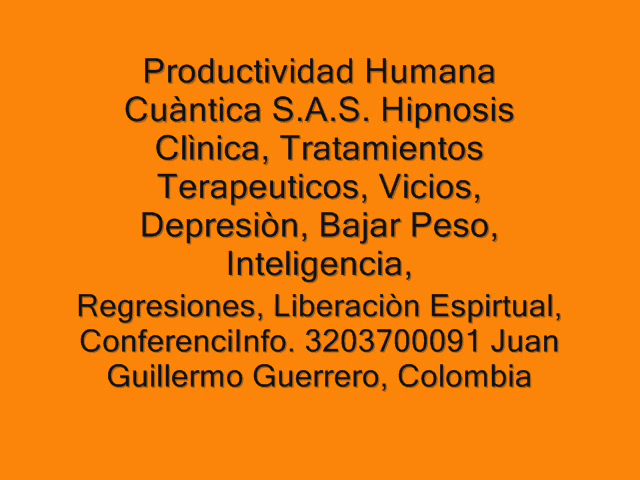 Productividad Humana
Cuàntica S.A.S. Hipnosis
Clìnica, Tratamientos
Terapeuticos, Vicios,
Depresiòn, Bajar Peso,
Inteligencia,
Regresiones, Liberaciòn Espirtual,
ConferenciInfo. 3203700091 Juan
Guillermo Guerrero, Colombia